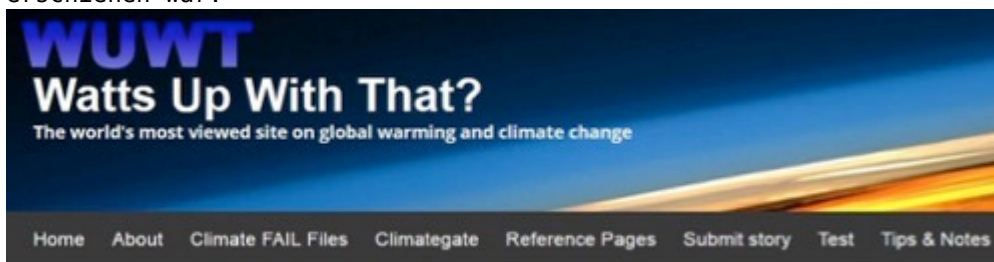 WUWT
Watts Up With That?
The world's most viewed site on global warming and climate change
Home About Climate FAIL Files Climategate Reference Pages Submit story Test Tips & Notes